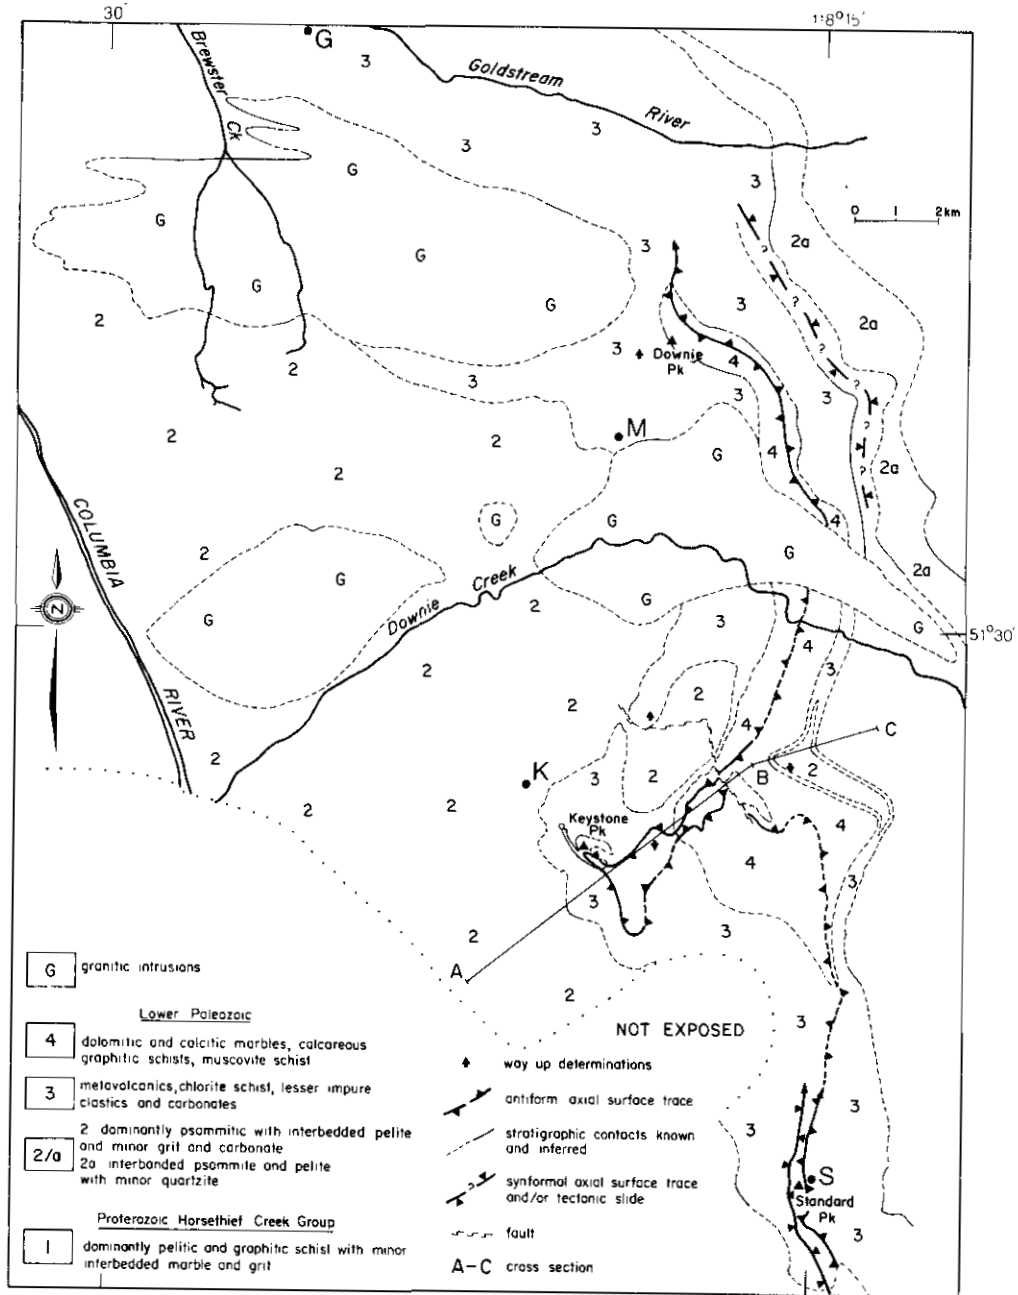 30'
118°15'
G
Brewster
Ck
Goldstream
River
3
3
3
3
G
G
G
G
G
3
2a
0 1 2km
2
3
3
?
?
?
?
?
?
2a
2
3
Downie
Pk
4
3
3
3
2
2
2
M
G
4
2a
COLUMBIA
RIVER
G
G
4
2
G
G
G
2a
Z
Downie Creek
2
G
3
4
G
51°30'
3
2
2
2
4
C
2
K
3
2
B
2
2
2
Keystone
Pk
4
4
3
3
3
2
A
2
3
NOT EXPOSED
3
3
S
Standard
Pk
3
G granitic intrusions
Lower Paleozoic
4 dolomitic and calcitic marbles, calcareous
graphitic schists, muscovite schist
3 metavolcanics, chlorite schist, lesser impure
clastics and carbonates
2/a 2 dominantly psammitic with interbedded pelite
and minor grit and carbonate
2a interbanded psammite and pelite
with minor quartzite
Proterozoic Horsethief Creek Group
1 dominantly pelitic and graphitic schist with minor
interbedded marble and grit
way up determinations
antiform axial surface trace
stratigraphic contacts known
and inferred
? synformal axial surface trace
and/or tectonic slide
fault
A-C cross section